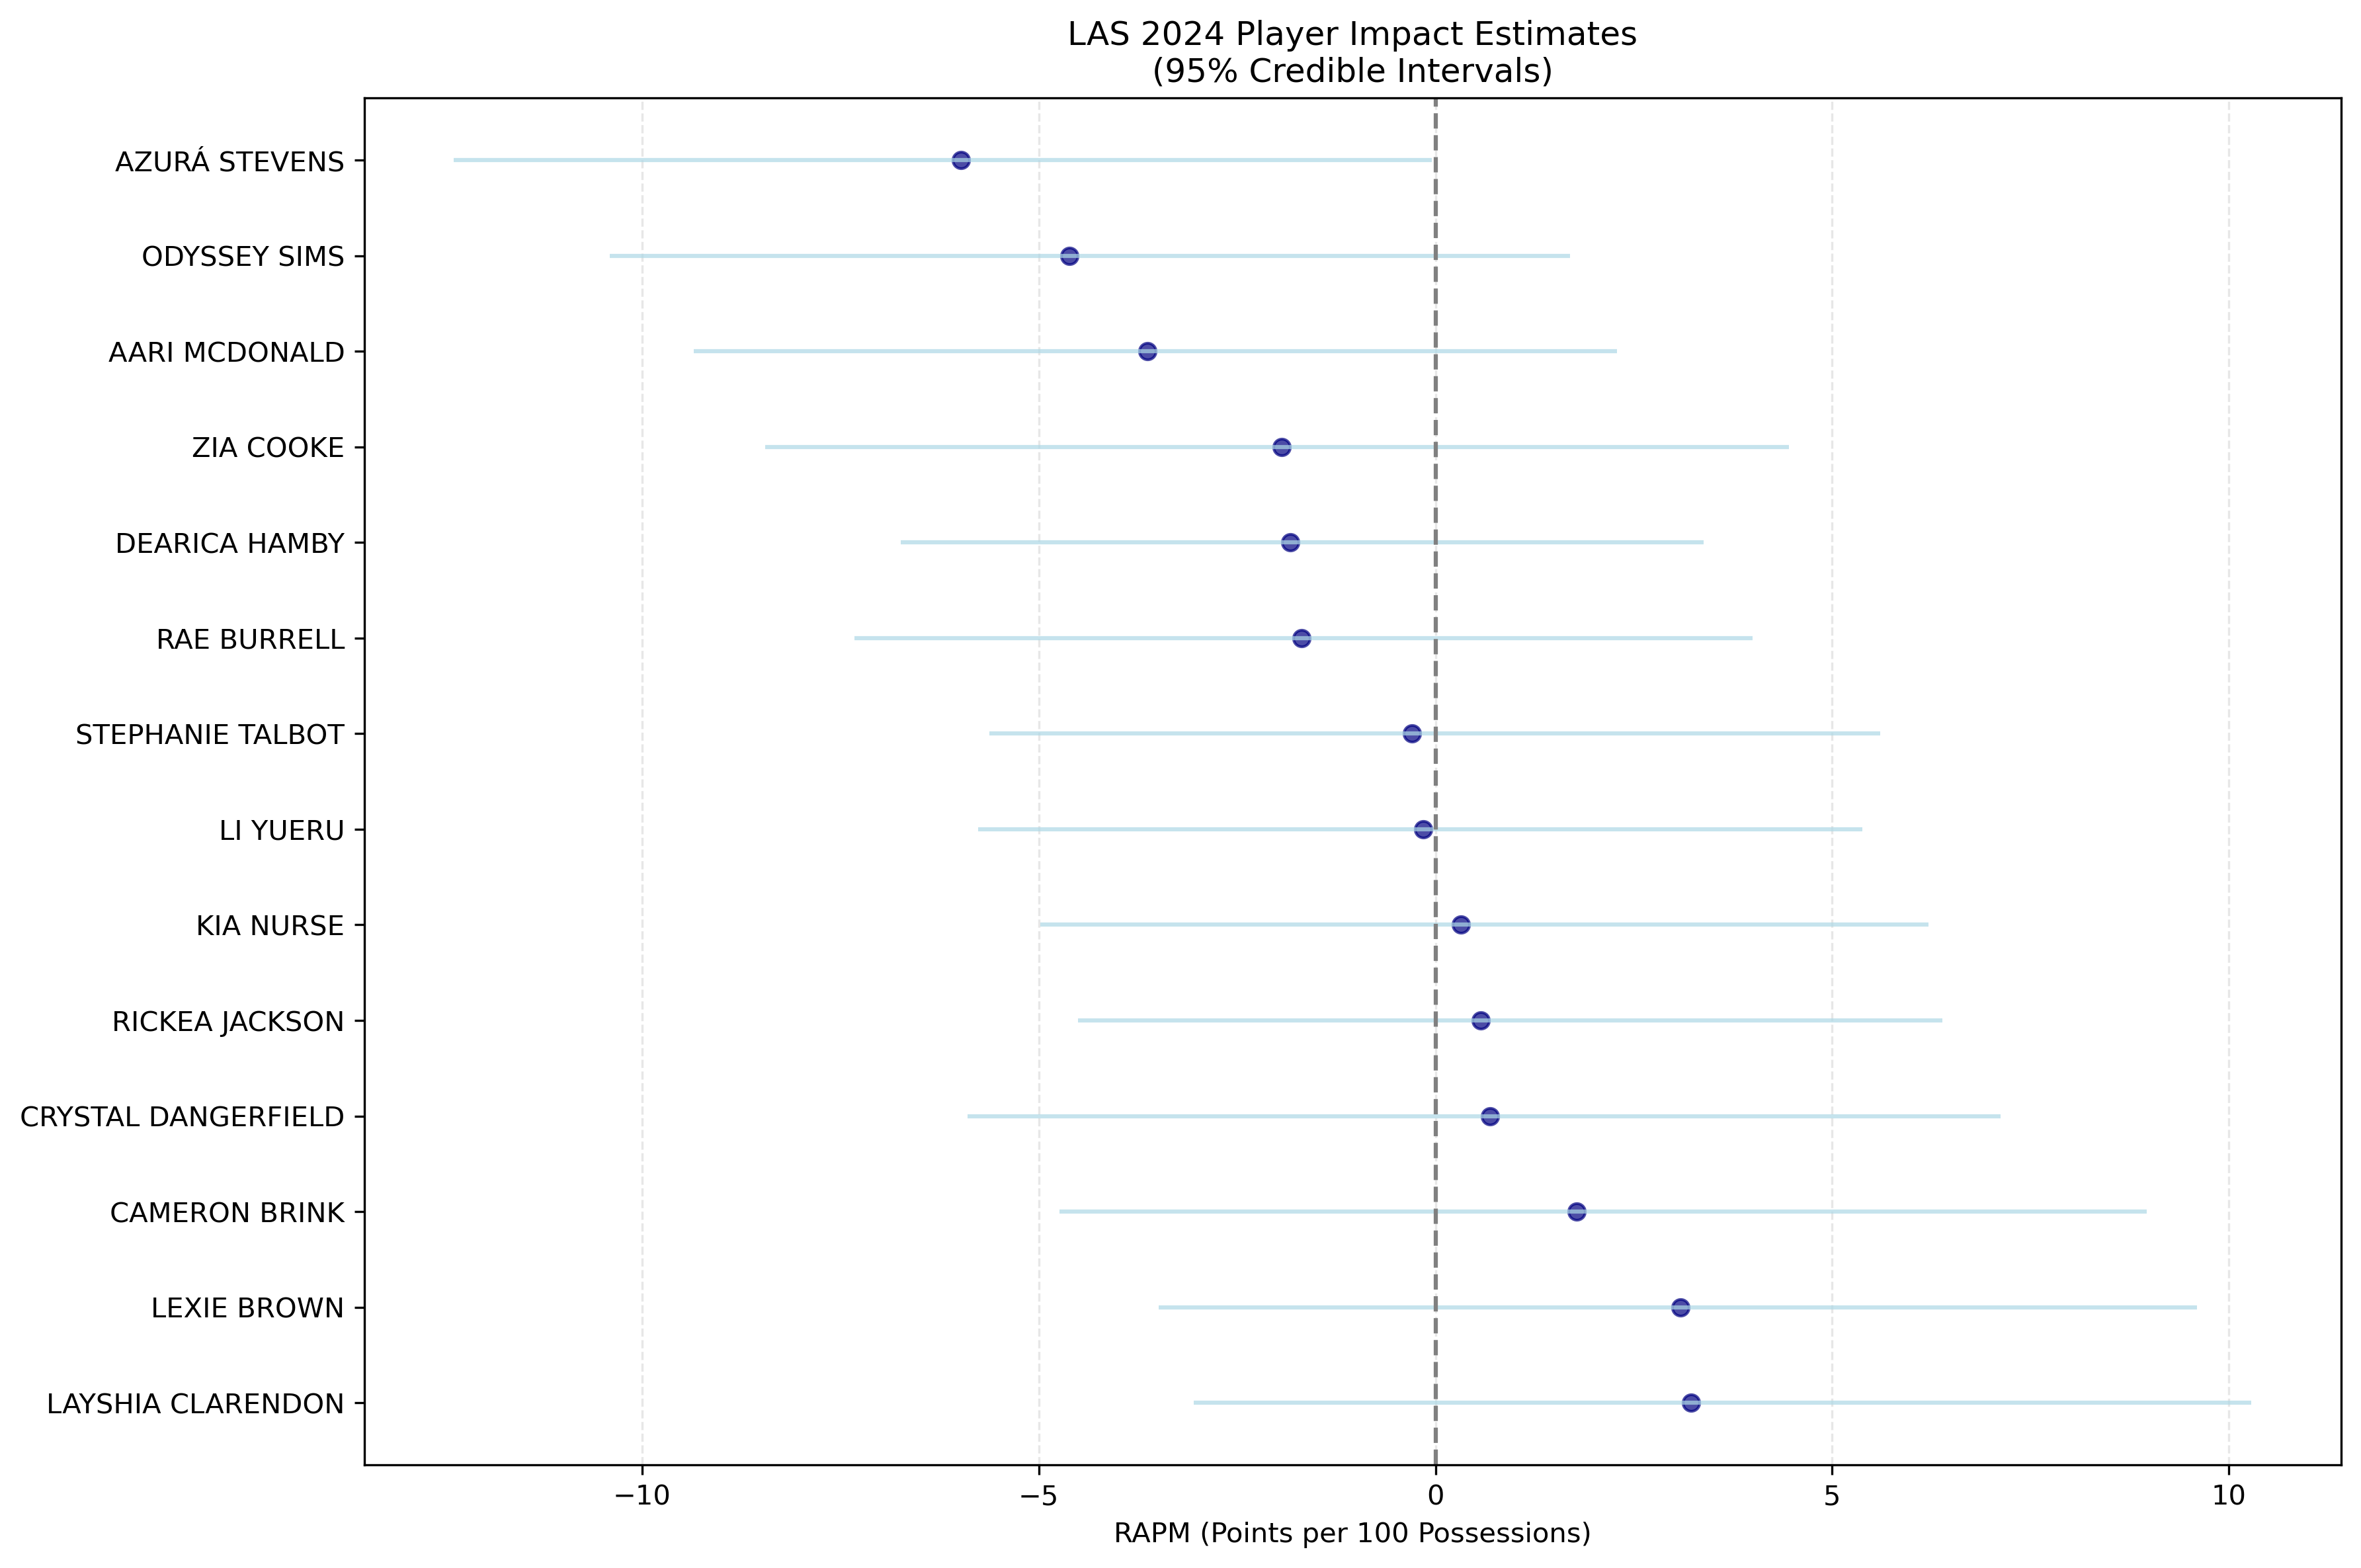 LAS 2024 Player Impact Estimates
(95% Credible Intervals)
AZURÁ STEVENS
ODYSSEY SIMS
AARI MCDONALD
ZIA COOKE
DEARICA HAMBY
RAE BURRELL
STEPHANIE TALBOT
LI YUERU
KIA NURSE
RICKEA JACKSON
CRYSTAL DANGERFIELD
CAMERON BRINK
LEXIE BROWN
LAYSHIA CLARENDON
−10 −5 0 5 10
RAPM (Points per 100 Possessions)